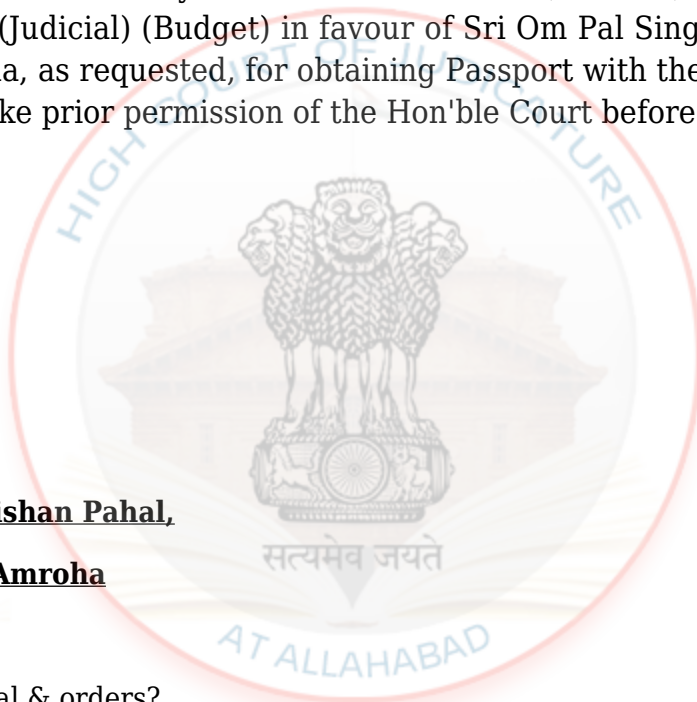 (Judicial) (Budget) in favour of Sri Om Pal Sing
a, as requested, for obtaining Passport with the
ke prior permission of the Hon'ble Court before
HIGH COURT OF JUDICATURE
ishan Pahal,
सत्यमेव जयते
Amroha
AT ALLAHABAD
al & orders?